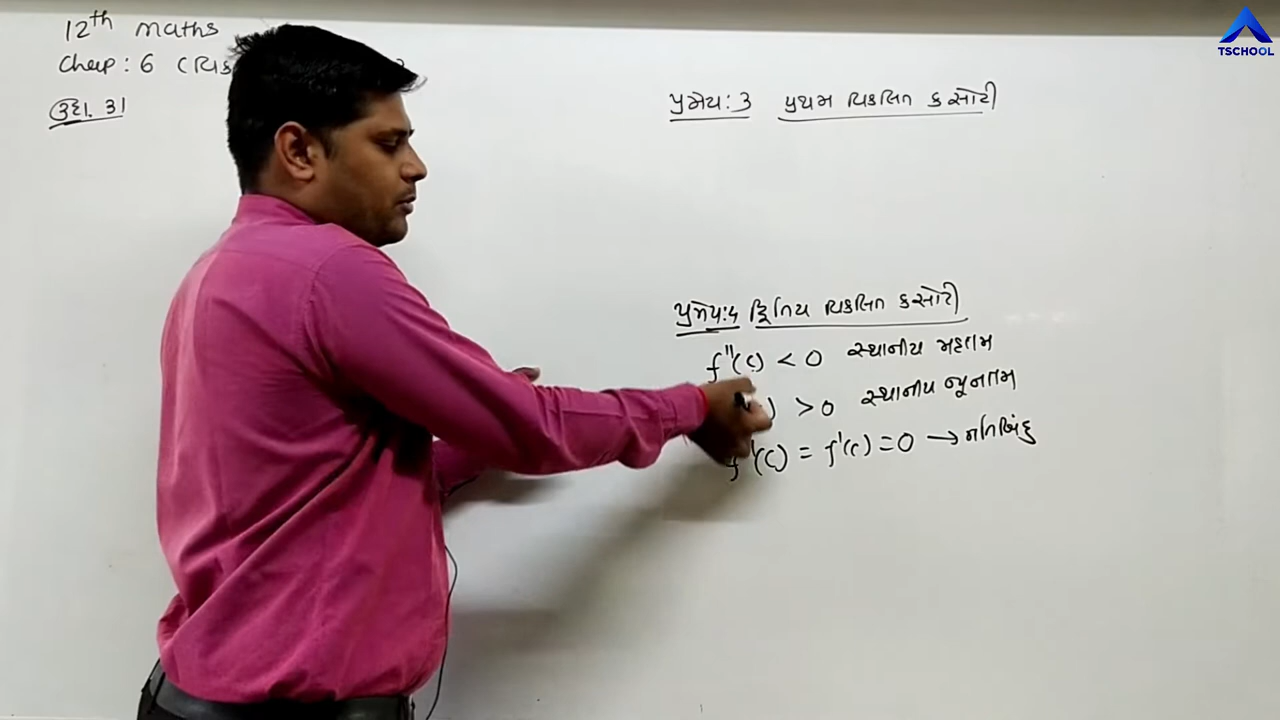 12th maths
Chap: 6 (વિક
ઉદા. 31
પ્રમેય: 3 પ્રથમ વિકલિત કસોટી
પ્રમેય: 4 દ્વિતિય વિકલિત કસોટી
f"(c) < 0 સ્થાનીય મહત્તમ
) > 0 સ્થાનીય ન્યૂનતમ
f'(c) = f'(c) = 0 → નતિબિંદુ
TSCHOOL